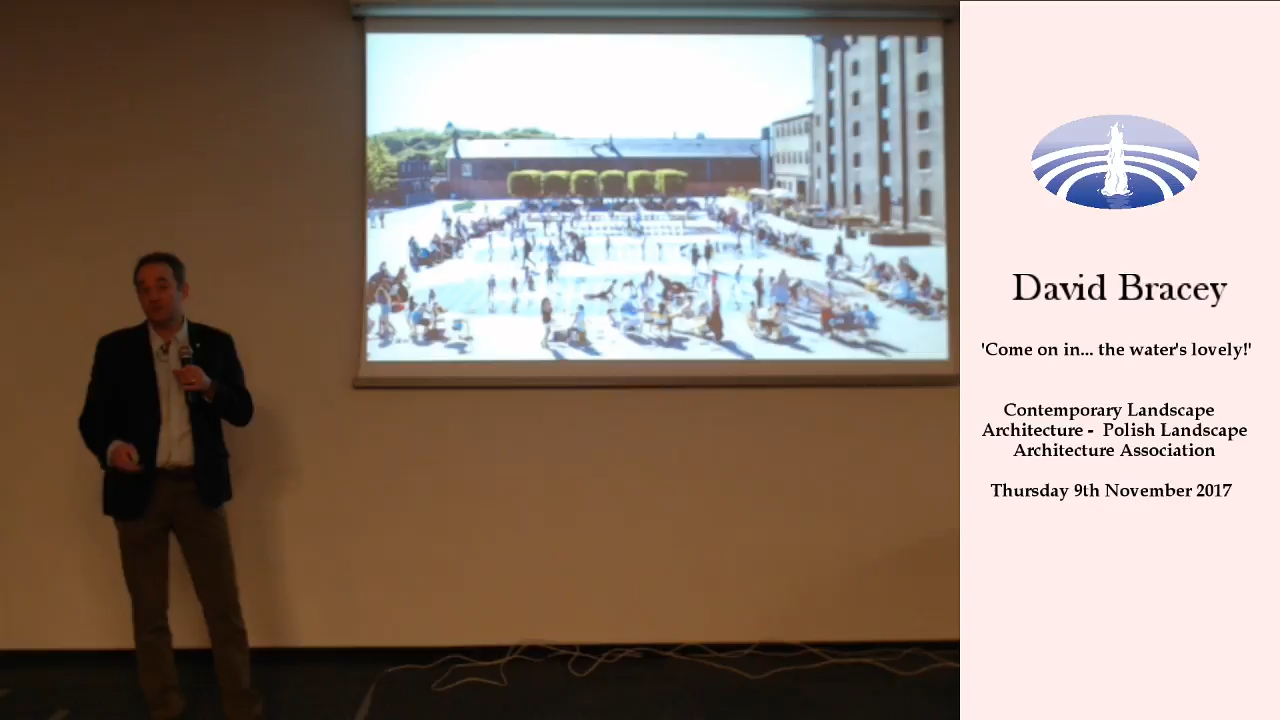 David Bracey
'Come on in... the water's lovely!'
Contemporary Landscape
Architecture - Polish Landscape
Architecture Association
Thursday 9th November 2017